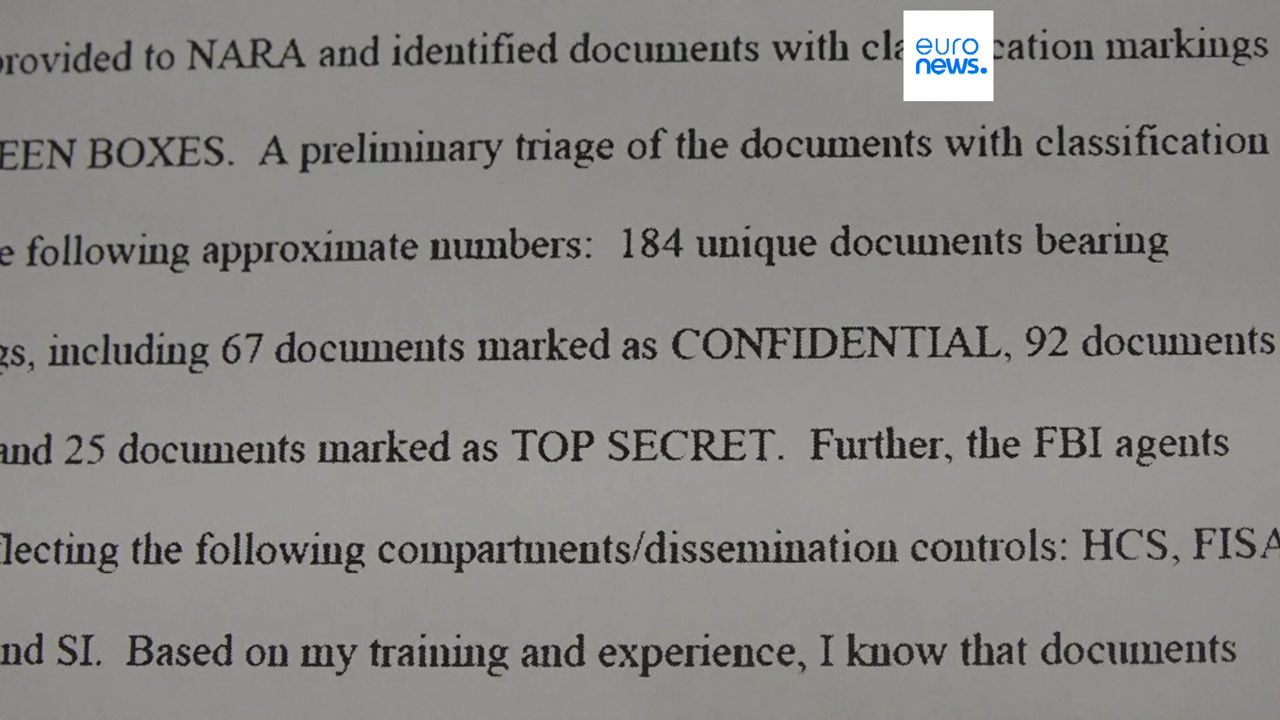 provided to NARA and identified documents with cla cation markings
euro
news.
EEN BOXES. A preliminary triage of the documents with classification
e following approximate numbers: 184 unique documents bearing
gs, including 67 documents marked as CONFIDENTIAL, 92 documents
and 25 documents marked as TOP SECRET. Further, the FBI agents
flecting the following compartments/dissemination controls: HCS, FISA
nd SI. Based on my training and experience, I know that documents